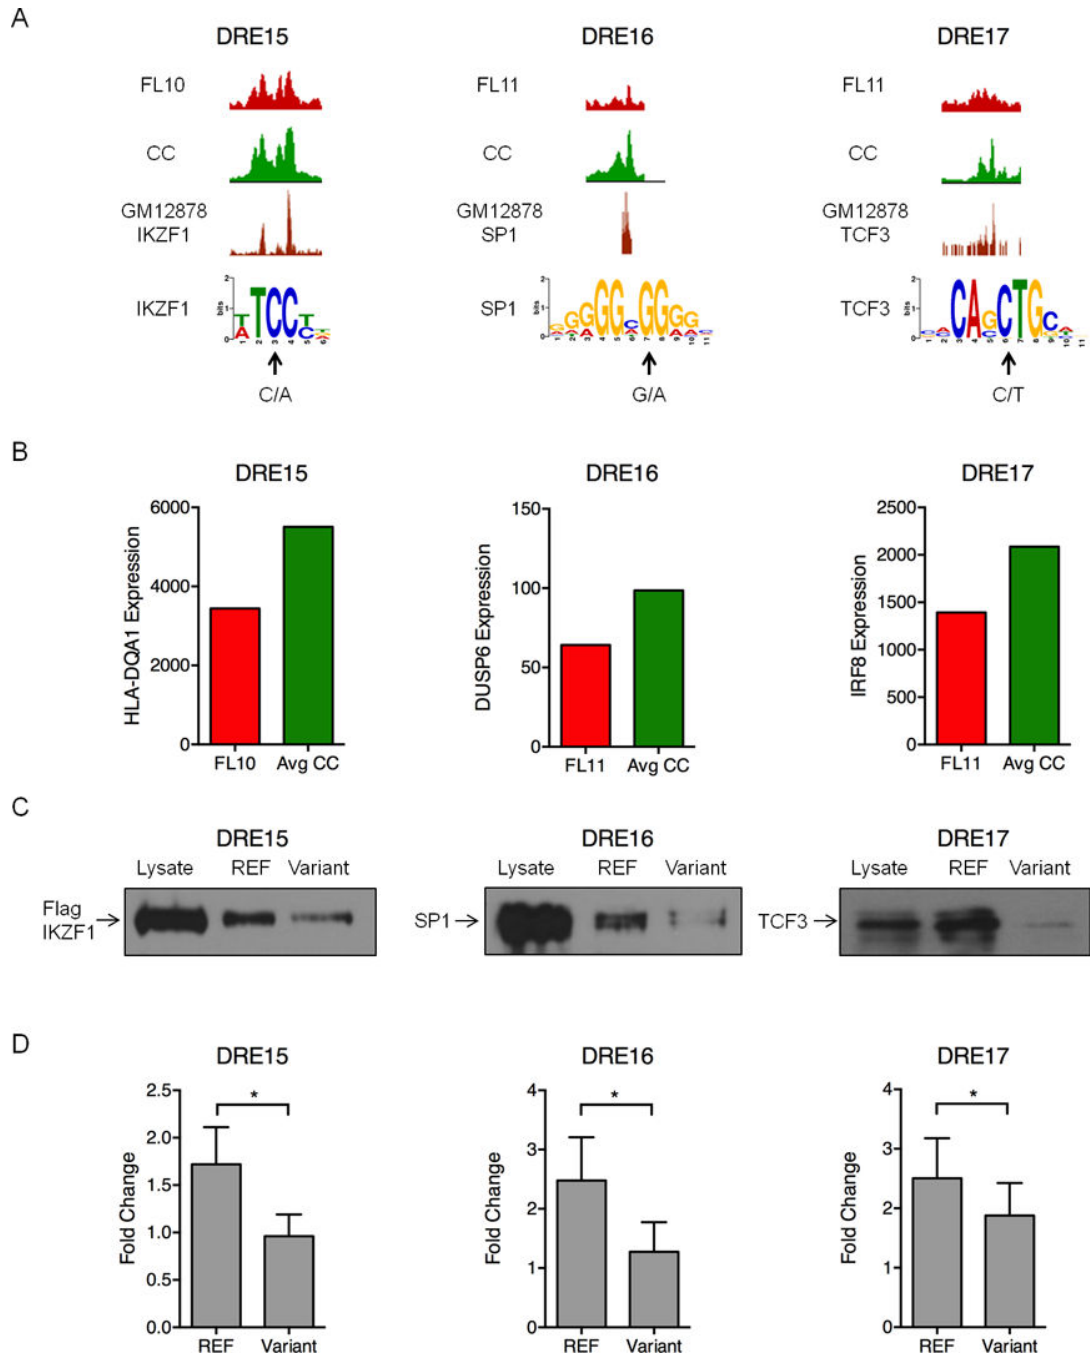 A
DRE15 DRE16 DRE17
FL10 FL11 FL11
CC CC CC
GM12878 GM12878 GM12878
IKZF1 SP1 TCF3
IKZF1 SP1 TCF3
C/A G/A C/T
B
DRE15 DRE16 DRE17
HLA-DQA1 Expression
6000
4000
2000
0
FL10 Avg CC
DUSP6 Expression
150
100
50
0
FL11 Avg CC
IRF8 Expression
2500
2000
1500
1000
500
0
FL11 Avg CC
C
DRE15 DRE16 DRE17
Lysate REF Variant Lysate REF Variant Lysate REF Variant
Flag
IKZF1 SP1 TCF3
D
DRE15 DRE16 DRE17
Fold Change
2.5
2.0
1.5
1.0
0.5
0.0
*
REF Variant
Fold Change
4
3
2
1
0
*
REF Variant
Fold Change
4
3
2
1
0
*
REF Variant